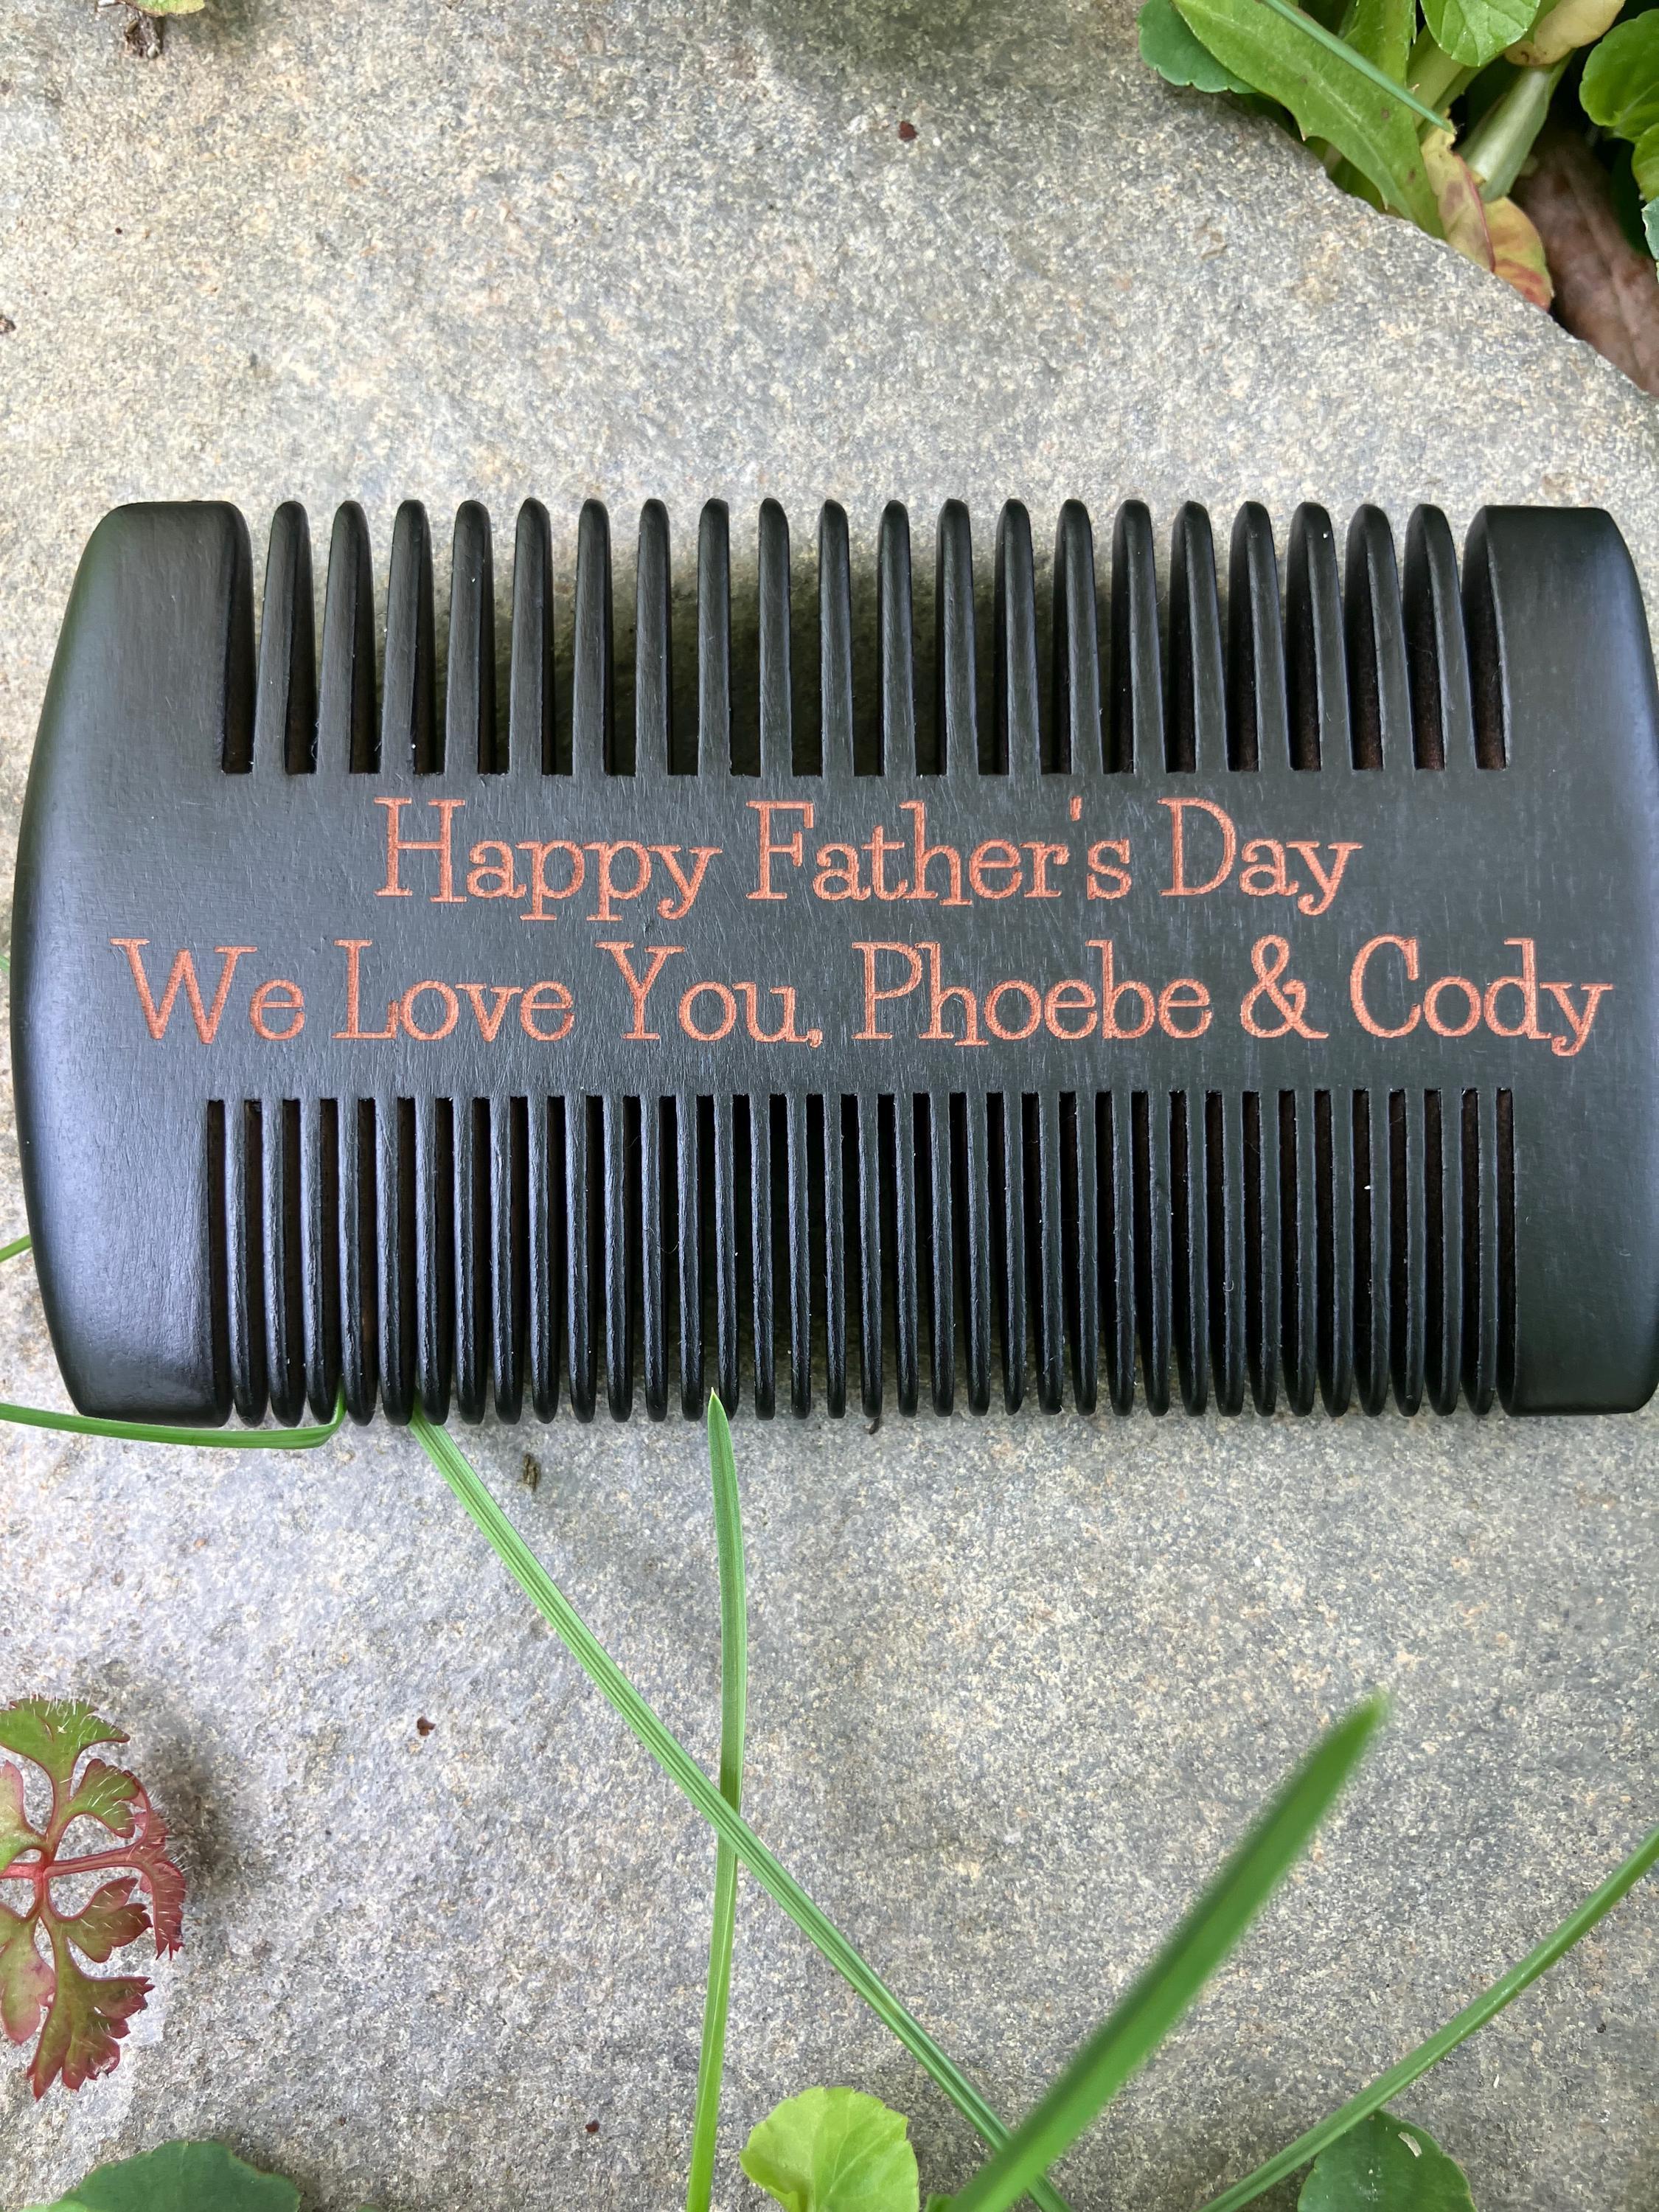 Happy Father's Day
We Love You, Phoebe & Cody